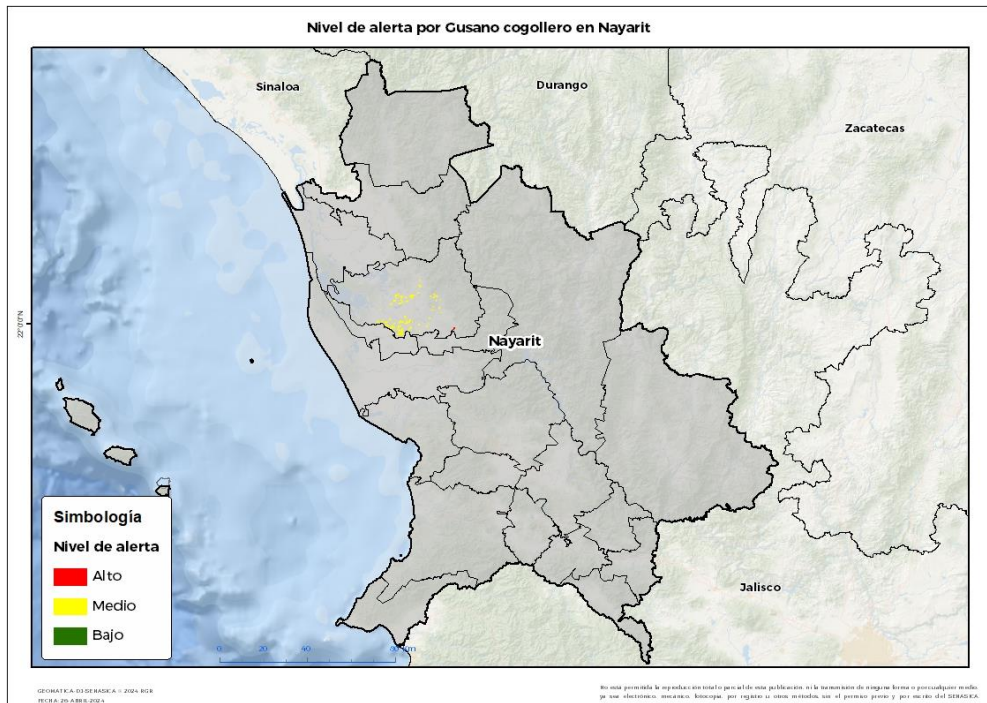 Nivel de alerta por Gusano cogollero en Nayarit
Sinaloa
Durango
Zacatecas
22°0'0"N
Nayarit
Jalisco
Simbología
Nivel de alerta
Alto
Medio
Bajo
0 20 40 80 Km
GEOMATICA-DJ-SENASICA © 2024 RGR
FECHA: 26-ABRIL-2024
No esta permitida la reproducción total o parcial de esta publicación, ni la transmisión de ninguna forma o por cualquier medio
ya sea electrónico, mecánico, fotocopia, por registro u otros métodos, sin el permiso previo y por escrito del SENASICA